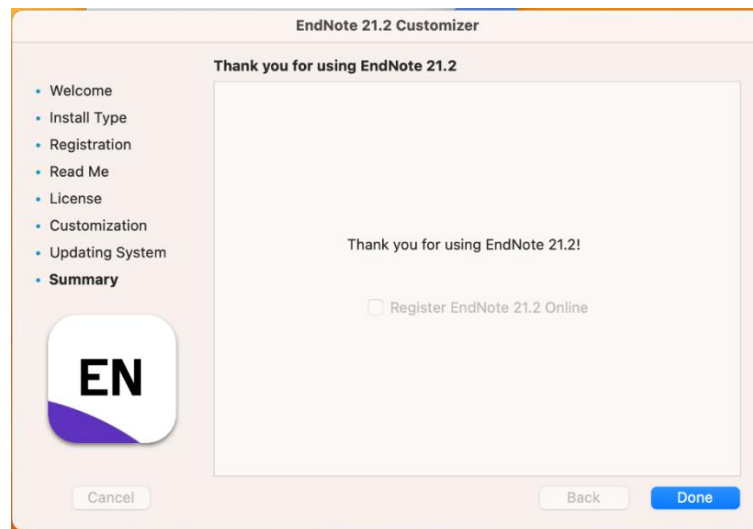 EndNote 21.2 Customizer
Thank you for using EndNote 21.2
• Welcome
• Install Type
• Registration
• Read Me
• License
• Customization
• Updating System
• Summary
Thank you for using EndNote 21.2!
Register EndNote 21.2 Online
EN
Cancel
Back
Done